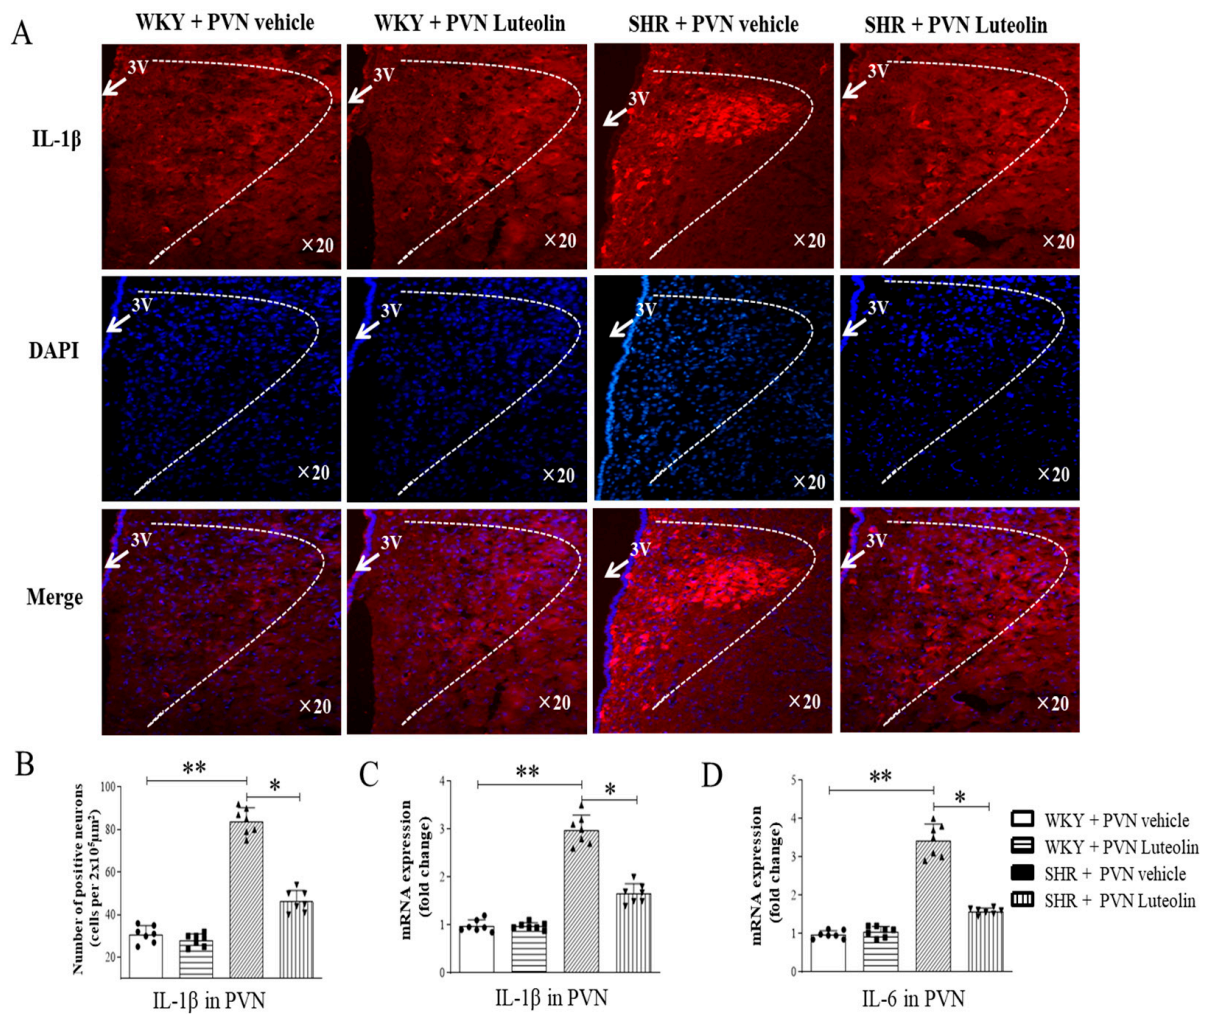 A
WKY + PVN vehicle
WKY + PVN Luteolin
SHR + PVN vehicle
SHR + PVN Luteolin
IL-1β
3V
×20
3V
×20
3V
×20
3V
×20
DAPI
3V
×20
3V
×20
3V
×20
3V
×20
Merge
3V
×20
3V
×20
3V
×20
3V
×20
B
Number of positive neurons
(cells per 2x10⁵μm²)
100
80
60
40
20
**
*
IL-1β in PVN
C
mRNA expression
(fold change)
4
3
2
1
0
**
*
IL-1β in PVN
D
mRNA expression
(fold change)
5
4
3
2
1
0
**
*
IL-6 in PVN
WKY + PVN vehicle
WKY + PVN Luteolin
SHR + PVN vehicle
SHR + PVN Luteolin